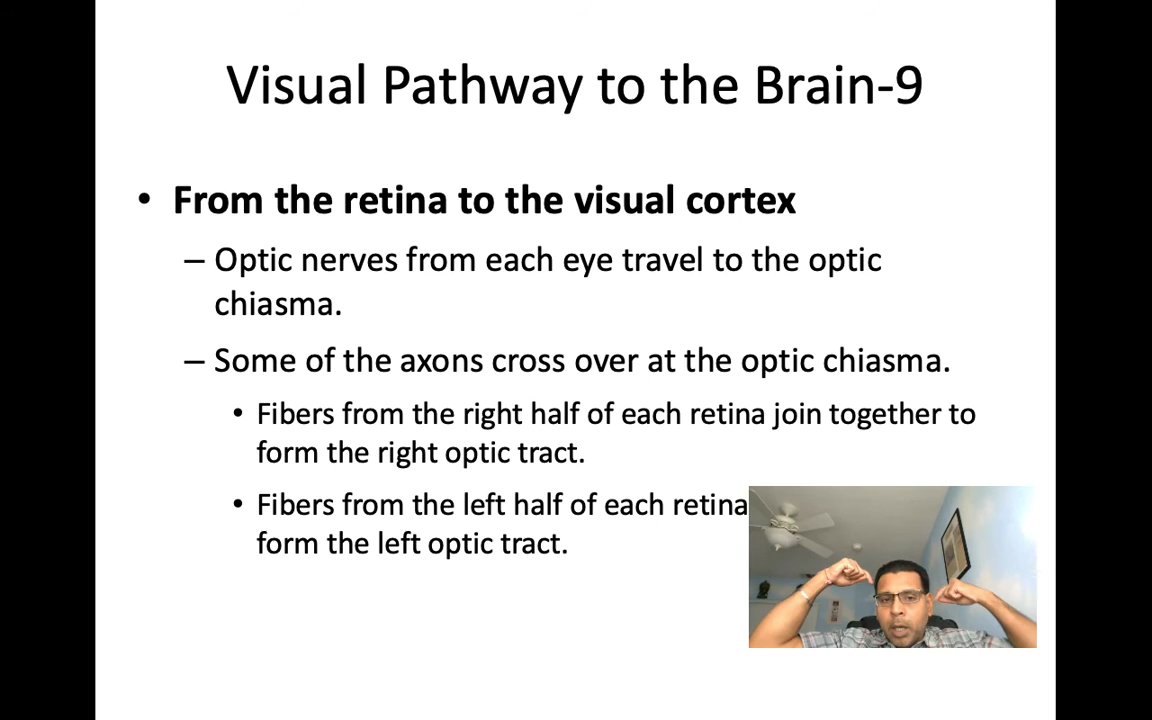 Visual Pathway to the Brain-9
• From the retina to the visual cortex
– Optic nerves from each eye travel to the optic
chiasma.
– Some of the axons cross over at the optic chiasma.
• Fibers from the right half of each retina join together to
form the right optic tract.
• Fibers from the left half of each retina
form the left optic tract.